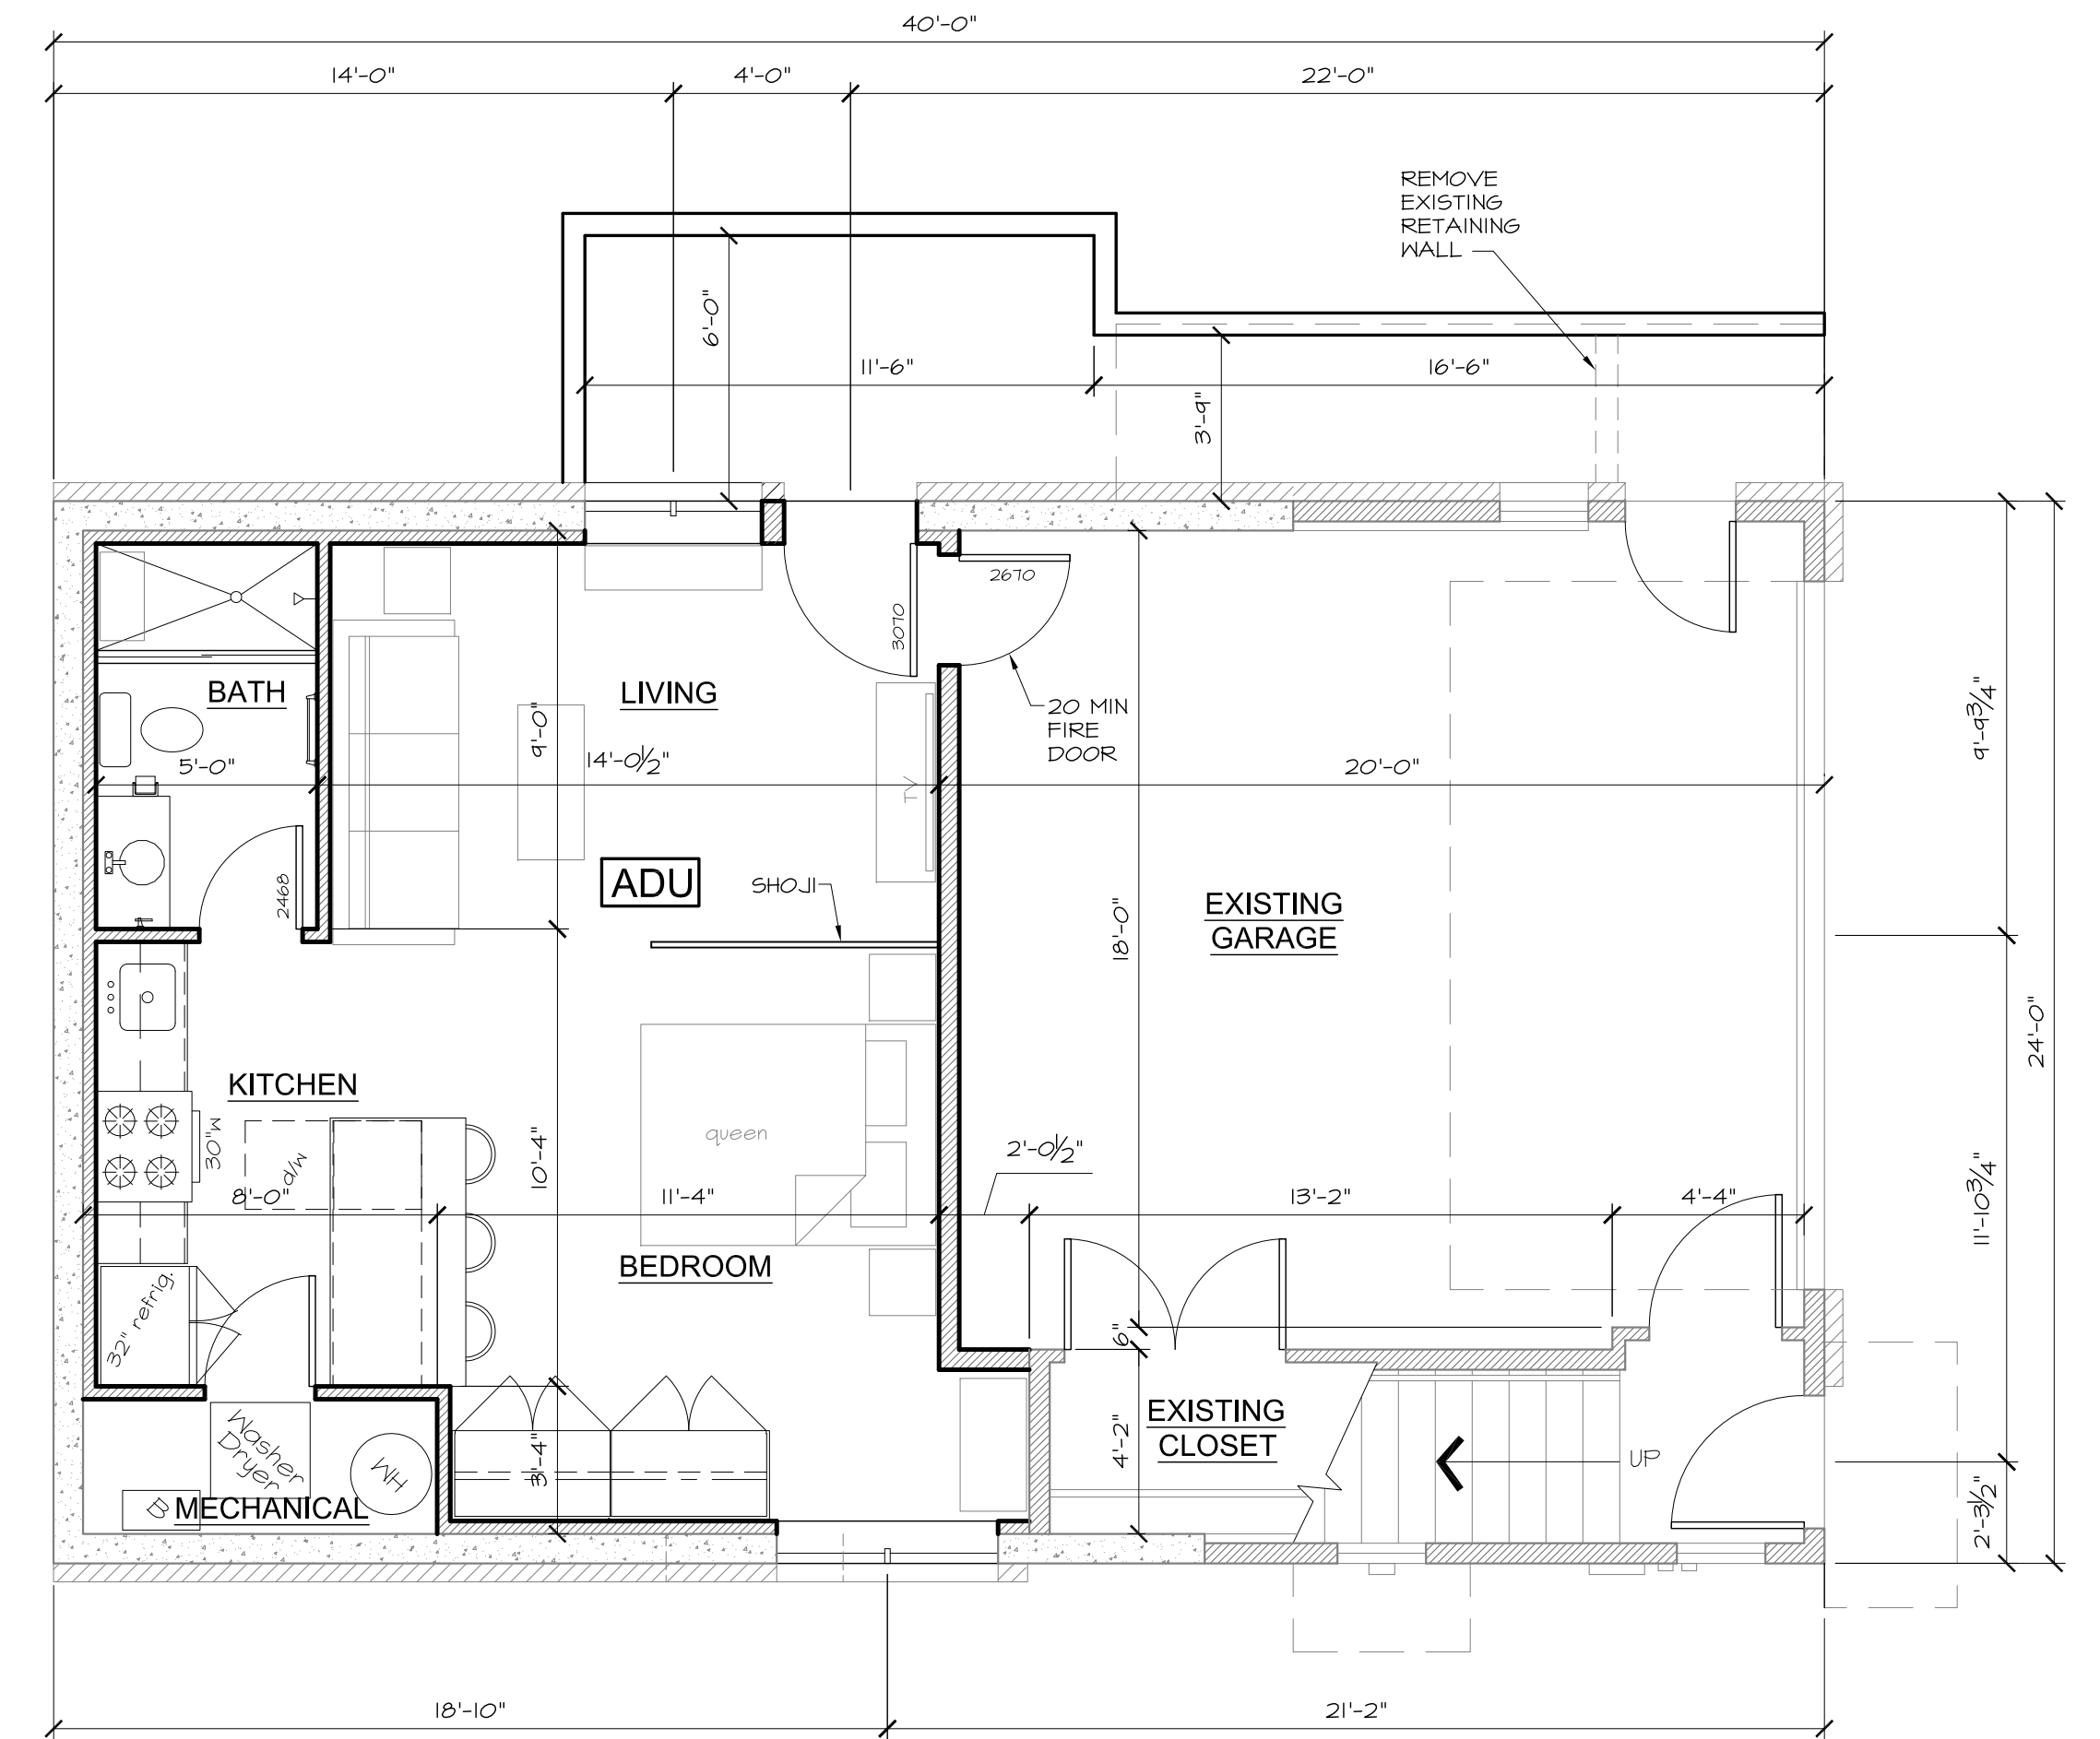 40'-0"
14'-0"
4'-0"
22'-0"
REMOVE
EXISTING
RETAINING
WALL
6'-0"
11'-6"
16'-6"
3'-9"
2670
3070
BATH
LIVING
20 MIN
FIRE
DOOR
9'-9 3/4"
9'-0"
5'-0"
14'-0 1/2"
20'-0"
TV
ADU
SHOJI
2468
18'-0"
EXISTING
GARAGE
24'-0"
KITCHEN
30"W
d/w
queen
10'-4"
2'-0 1/2"
8'-0"
11'-4"
13'-2"
4'-4"
11'-10 3/4"
BEDROOM
32" refrig.
6"
Washer
Dryer
WH
3'-4"
EXISTING
CLOSET
4'-2"
UP
B
MECHANICAL
2'-3 1/2"
18'-10"
21'-2"